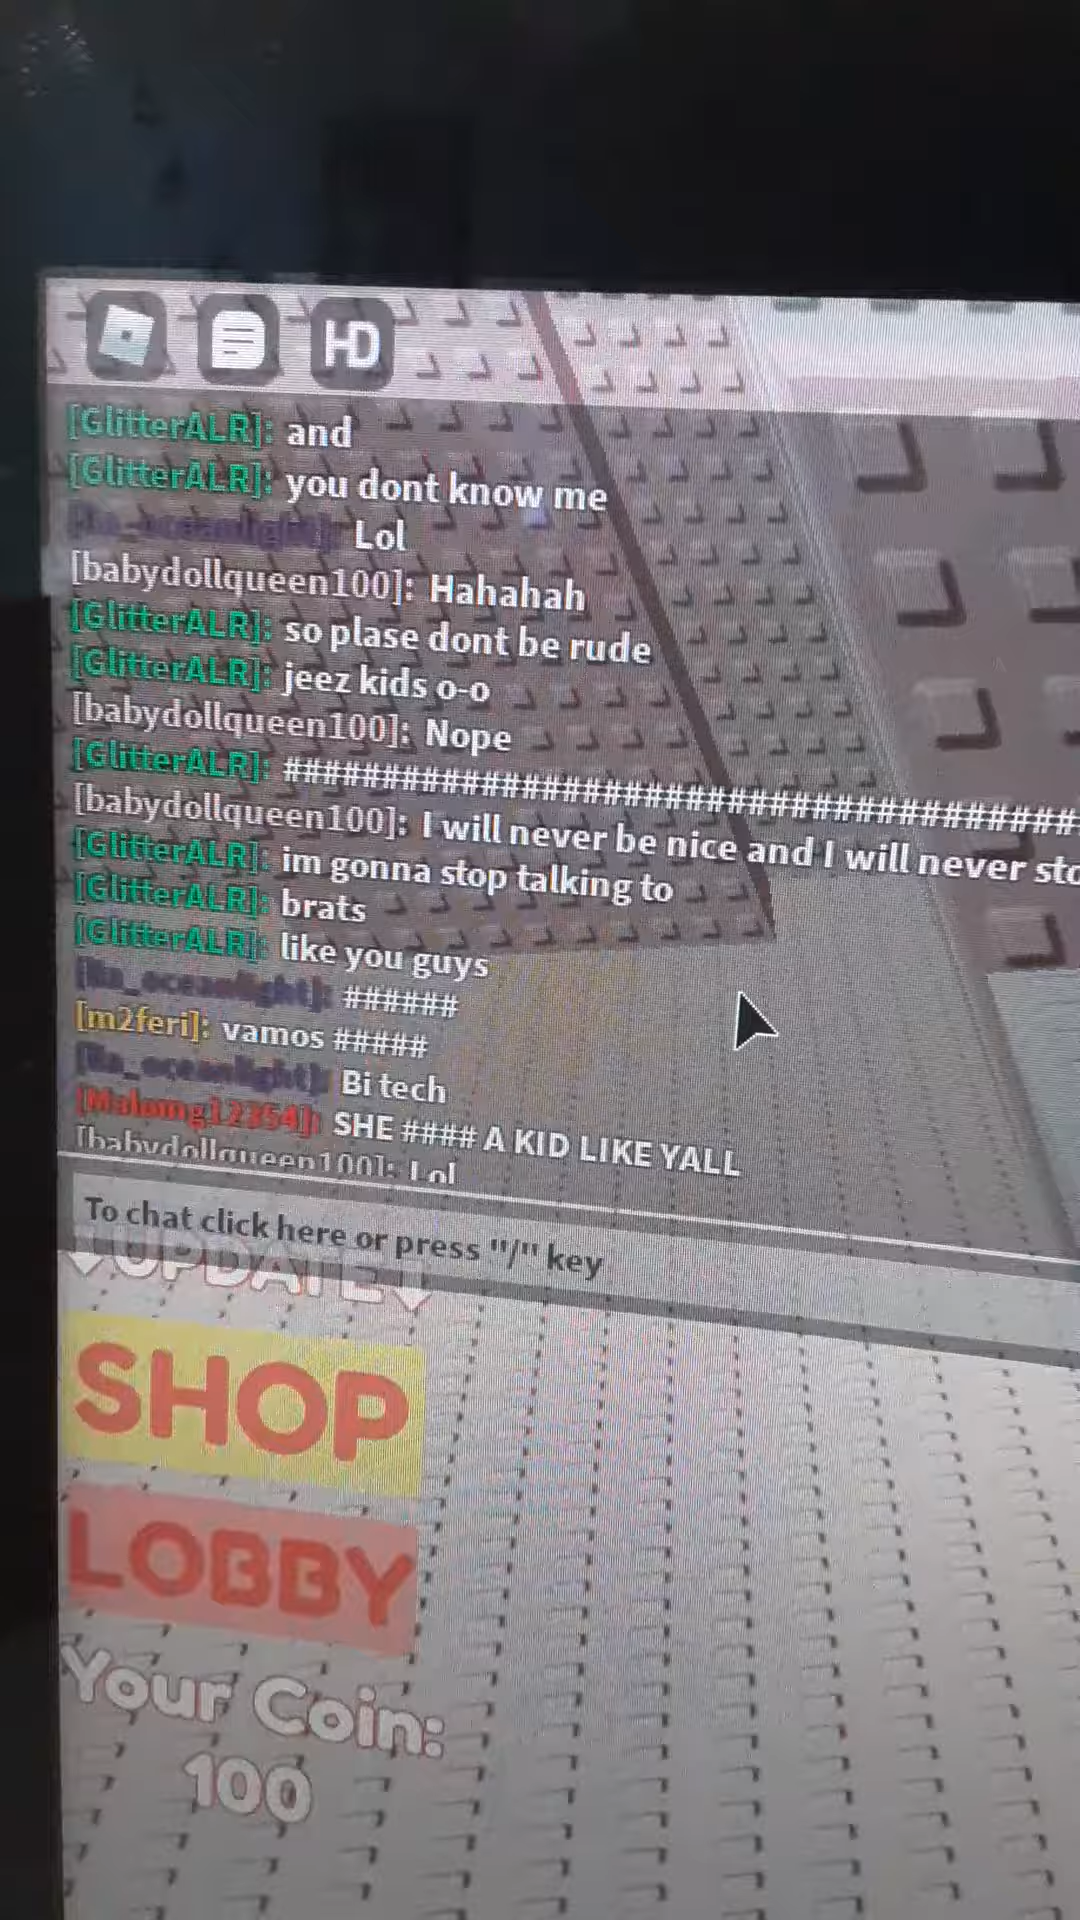 HD
[GlitterALR]: and
[GlitterALR]: you dont know me
Lol
[babydollqueen100]: Hahahah
[GlitterALR]: so plase dont be rude
[GlitterALR]: jeez kids o-o
[babydollqueen100]: Nope
[GlitterALR]: #######################################
[babydollqueen100]: I will never be nice and I will never sto
[GlitterALR]: im gonna stop talking to
[GlitterALR]: brats
[GlitterALR]: like you guys
######
[m2feri]: vamos #####
Bi tech
[Malomg12354]: SHE #### A KID LIKE YALL
[babydollqueen100]: Lol
To chat click here or press "/" key
UPDATE
SHOP
LOBBY
Your Coin:
100